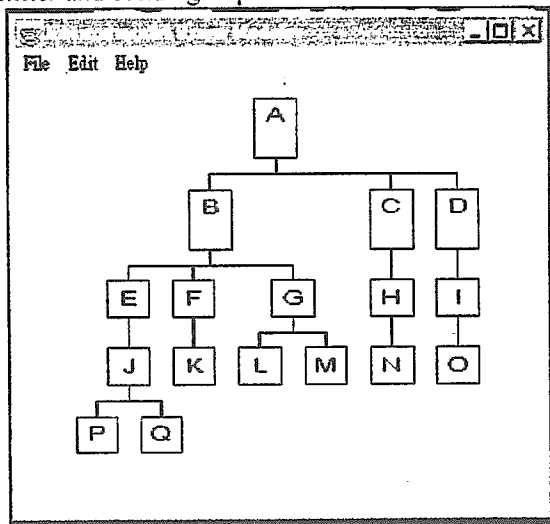 File Edit Help
A
B C D
E F G H I
J K L M N O
P Q